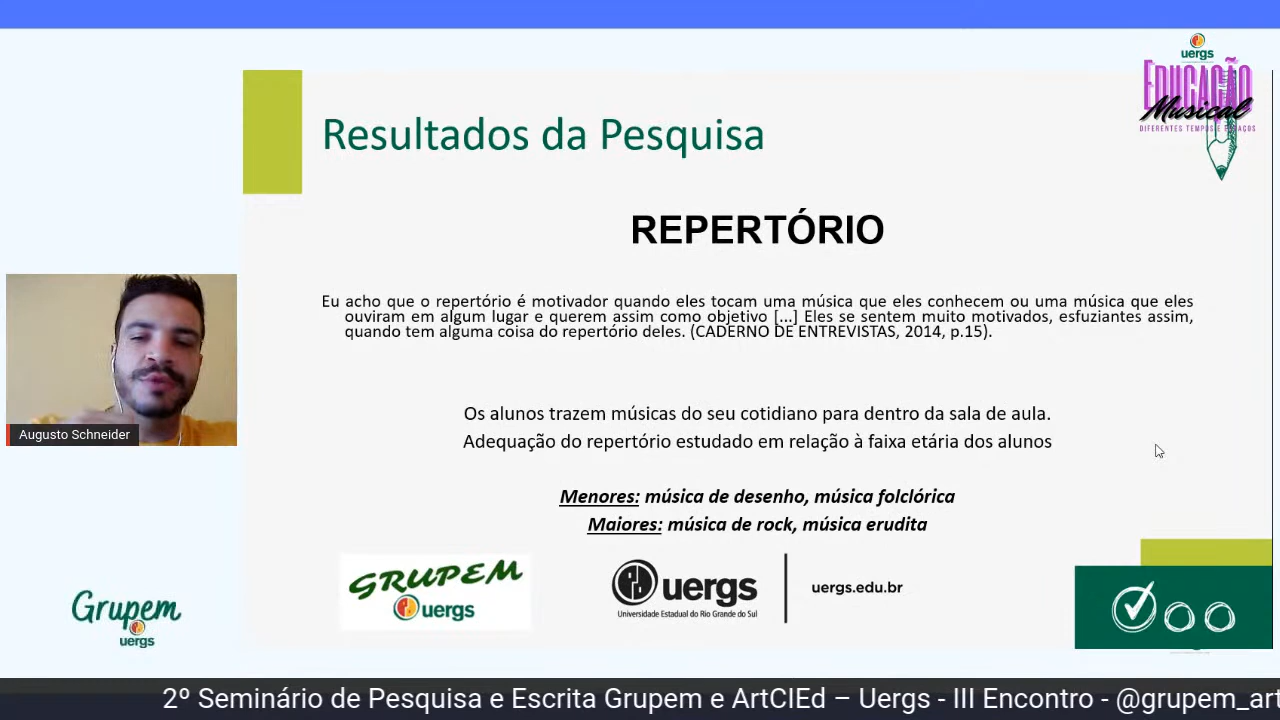 uergs
EDUCAÇÃO
Musical
DIFERENTES TEMPOS E ESPAÇOS
Resultados da Pesquisa
REPERTÓRIO
Eu acho que o repertório é motivador quando eles tocam uma música que eles conhecem ou uma música que eles
ouviram em algum lugar e querem assim como objetivo [...] Eles se sentem muito motivados, esfuziantes assim,
quando tem alguma coisa do repertório deles. (CADERNO DE ENTREVISTAS, 2014, p.15).
Augusto Schneider
Os alunos trazem músicas do seu cotidiano para dentro da sala de aula.
Adequação do repertório estudado em relação à faixa etária dos alunos
Menores: música de desenho, música folclórica
Maiores: música de rock, música erudita
GRUPEM
uergs
uergs
Universidade Estadual do Rio Grande do Sul
uergs.edu.br
Grupem
uergs
2º Seminário de Pesquisa e Escrita Grupem e ArtCIEd – Uergs - III Encontro - @grupem_art